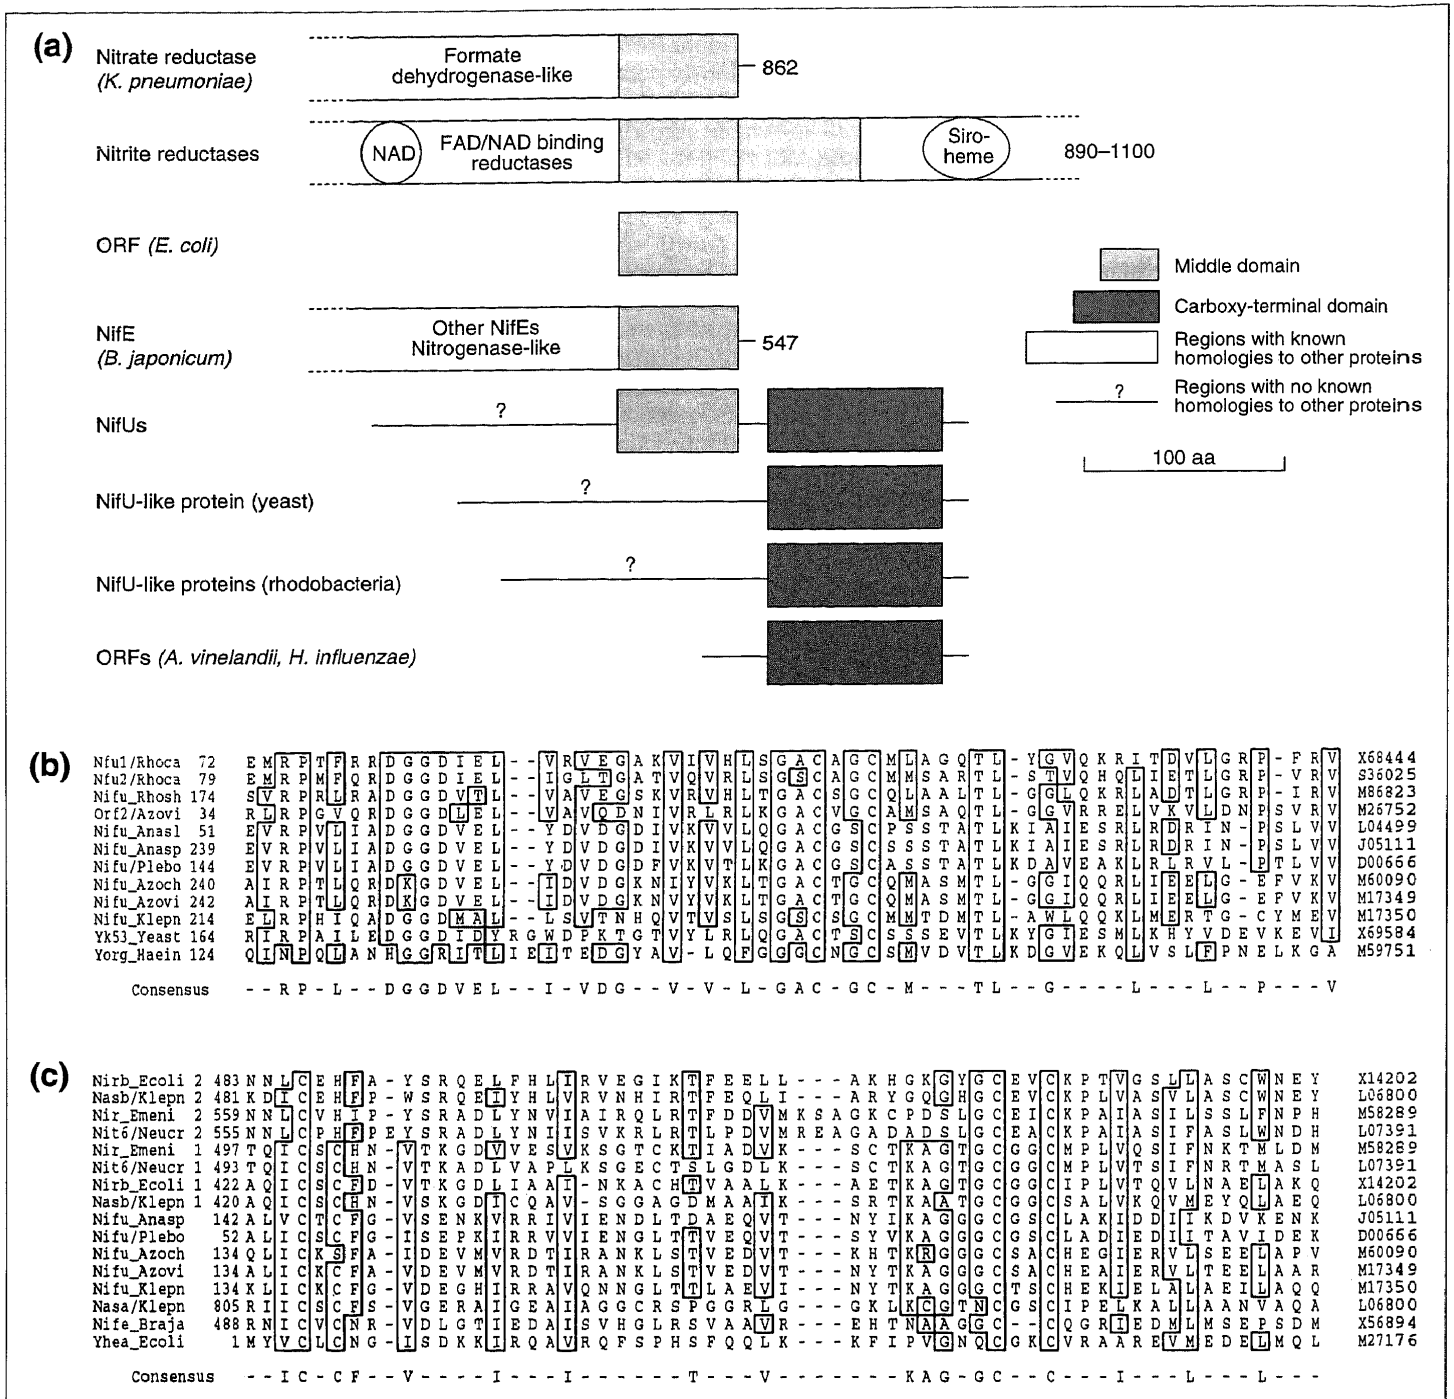 (a)
Nitrate reductase
(K. pneumoniae)
Formate
dehydrogenase-like
862
Nitrite reductases
NAD
FAD/NAD binding
reductases
Siro-
heme
890–1100
ORF (E. coli)
Middle domain
Carboxy-terminal domain
NifE
(B. japonicum)
Other NifEs
Nitrogenase-like
547
Regions with known
homologies to other proteins
?
Regions with no known
homologies to other proteins
NifUs
?
100 aa
NifU-like protein (yeast)
?
NifU-like proteins (rhodobacteria)
?
ORFs (A. vinelandii, H. influenzae)
(b)
Nfu1/Rhoca 72 E M R P T F R R D G G D I E L - - V R V E G A K V I V H L S G A C A G C M L A G Q T L - Y G V Q K R I T D V L G R P - F R V X68444
Nfu2/Rhoca 79 E M R P M F Q R D G G D I E L - - I G L T G A T V Q V R L S G S C A G C M M S A R T L - S T V Q H Q L I E T L G R P - V R V S36025
Nifu_Rhosh 174 S V R P R L R A D G G D V T L - - V A V E G S K V R V H L T G A C S G C Q L A A L T L - G G L Q K R L A D T L G R P - I R V M86823
Orf2/Azovi 34 R L R P G V Q R D G G D L E L - - V A V Q D N I V R L R L K G A C V G C A M S A Q T L - G G V R R E L V K V L D N P S V R V M26752
Nifu_Anasl 51 E V R P V L I A D G G D V E L - - Y D V D G D I V K V V L Q G A C G S C P S S T A T L K I A I E S R L R D R I N - P S L V V L04499
Nifu_Anasp 239 E V R P V L I A D G G D V E L - - Y D V D G D I V K V V L Q G A C G S C S S S T A T L K I A I E S R L R D R I N - P S L V V J05111
Nifu/Plebo 144 E V R P V L I A D G G D V E L - - Y D V D G D F V K V T L K G A C G S C A S S T A T L K D A V E A K L R L R V L - P T L V V D00666
Nifu_Azoch 240 A I R P T L Q R D K G D V E L - - I D V D G K N I Y V K L T G A C T G C Q M A S M T L - G G I Q Q R L I E E L G - E F V K V M60090
Nifu_Azovi 242 A I R P T L Q R D K G D V E L - - I D V D G K N V Y V K L T G A C T G C Q M A S M T L - G G I Q Q R L I E E L G - E F V K V M17349
Nifu_Klepn 214 E L R P H I Q A D G G D M A L - - L S V T N H Q V T V S L S G S C S G C M M T D M T L - A W L Q Q K L M E R T G - C Y M E V M17350
Yk53_Yeast 164 R I R P A I L E D G G D I D Y R G W D P K T G T V Y L R L Q G A C T S C S S S E V T L K Y G I E S M L K H Y V D E V K E V I X69584
Yorg_Haein 124 Q I N P Q L A N H G G R I T L I E I T E D G Y A V - L Q F G G G C N G C S M V D V T L K D G V E K Q L V S L F P N E L K G A M59751
Consensus - - R P - L - - D G G D V E L - - I - V D G - - V - V - L - G A C - G C - M - - - T L - - G - - - - L - - - L - - P - - - V
(c)
Nirb_Ecoli 2 483 N N L C E H F A - Y S R Q E L F H L I R V E G I K T F E E L L - - - A K H G K G Y G C E V C K P T V G S L L A S C W N E Y X14202
Nasb/Klepn 2 481 K D I C E H F P - W S R Q E I Y H L V R V N H I R T F E Q L I - - - A R Y G Q G H G C E V C K P L V A S V L A S C W N E Y L06800
Nir_Emeni 2 559 N N L C V H I P - Y S R A D L Y N V I A I R Q L R T F D D V M K S A G K C P D S L G C E I C K P A I A S I L S S L F N P H M58289
Nit6/Neucr 2 555 N N L C P H F P E Y S R A D L Y N I I S V K R L R T L P D V M R E A G A D A D S L G C E A C K P A I A S I F A S L W N D H L07391
Nir_Emeni 1 497 T Q I C S C H N - V T K G D V V E S V K S G T C K T I A D V K - - - S C T K A G T G C G G C M P L V Q S I F N K T M L D M M58289
Nit6/Neucr 1 493 T Q I C S C H N - V T K A D L V A P L K S G E C T S L G D L K - - - S C T K A G T G C G G C M P L V T S I F N R T M A S L L07391
Nirb_Ecoli 1 422 A Q I C S C F D - V T K G D L I A A I - N K A C H T V A A L K - - - A E T K A G T G C G G C I P L V T Q V L N A E L A K Q X14202
Nasb/Klepn 1 420 A Q I C S C H N - V S K G D I C Q A V - S G G A G D M A A I K - - - S R T K A A T G C G G C S A L V K Q V M E Y Q L A E Q L06800
Nifu_Anasp 142 A L V C T C F G - V S E N K V R R I V I E N D L T D A E Q V T - - - N Y I K A G G G C G S C L A K I D D I I K D V K E N K J05111
Nifu/Plebo 52 A L I C S C F G - I S E P K I R R V V I E N G L T T V E Q V T - - - S Y V K A G G G C G S C L A D I E D I I T A V I D E K D00666
Nifu_Azoch 134 Q L I C K S F A - I D E V M V R D T I R A N K L S T V E D V T - - - K H T K R G G G C S A C H E G I E R V L S E E L A P V M60090
Nifu_Azovi 134 A L I C K C F A - V D E V M V R D T I R A N K L S T V E D V T - - - N Y T K A G G G C S A C H E A I E R V L T E E L A A R M17349
Nifu_Klepn 134 K L I C K C F G - V D E G H I R R A V Q N N G L T T L A E V I - - - N Y T K A G G G C T S C H E K I E L A L A E I L A Q Q M17350
Nasa/Klepn 805 R I I C S C F S - V G E R A I G E A I A G G C R S P G G R L G - - - G K L K C G T N C G S C I P E L K A L L A A N V A Q A L06800
Nife_Braja 488 R N I C V C N R - V D L G T I E D A I S V H G L R S V A A V R - - - E H T N A A G G C - - C Q G R I E D M L M S E P S D M X56894
Yhea_Ecoli 1 M Y V C L C N G - I S D K K I R Q A V R Q F S P H S F Q Q L K - - - K F I P V G N Q C G K C V R A A R E V M E D E L M Q L M27176
Consensus - - I C - C F - - V - - - - I - - - I - - - - - - T - - - V - - - - - - - K A G - G C - - C - - - I - - - L - - - L - - -